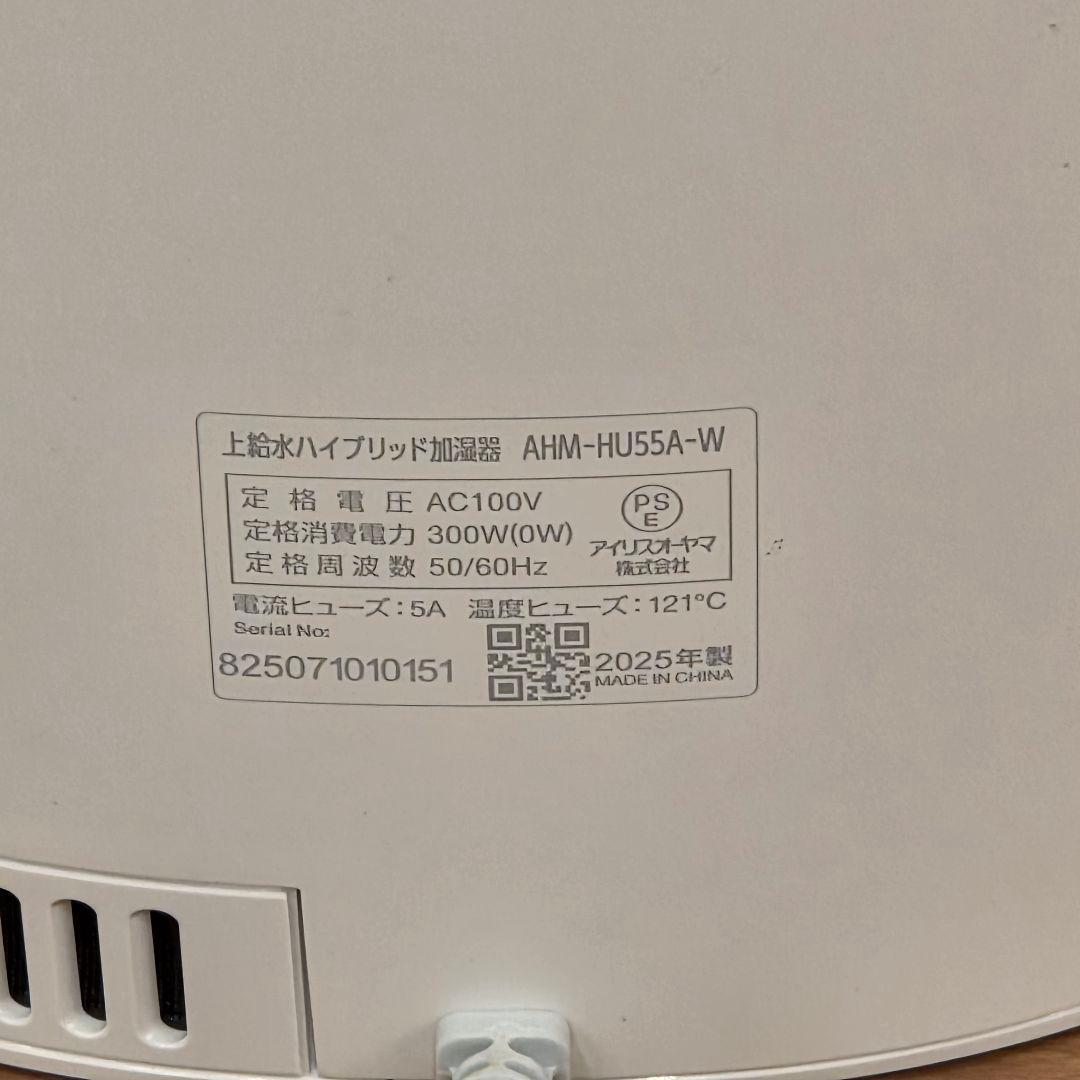 上給水ハイブリッド加湿器 AHM-HU55A-W
定格電圧 AC100V
定格消費電力 300W(0W)
定格周波数 50/60Hz
PS
E
アイリスオーヤマ
株式会社
電流ヒューズ：5A 温度ヒューズ：121℃
Serial No:
825071010151
2025年製
MADE IN CHINA